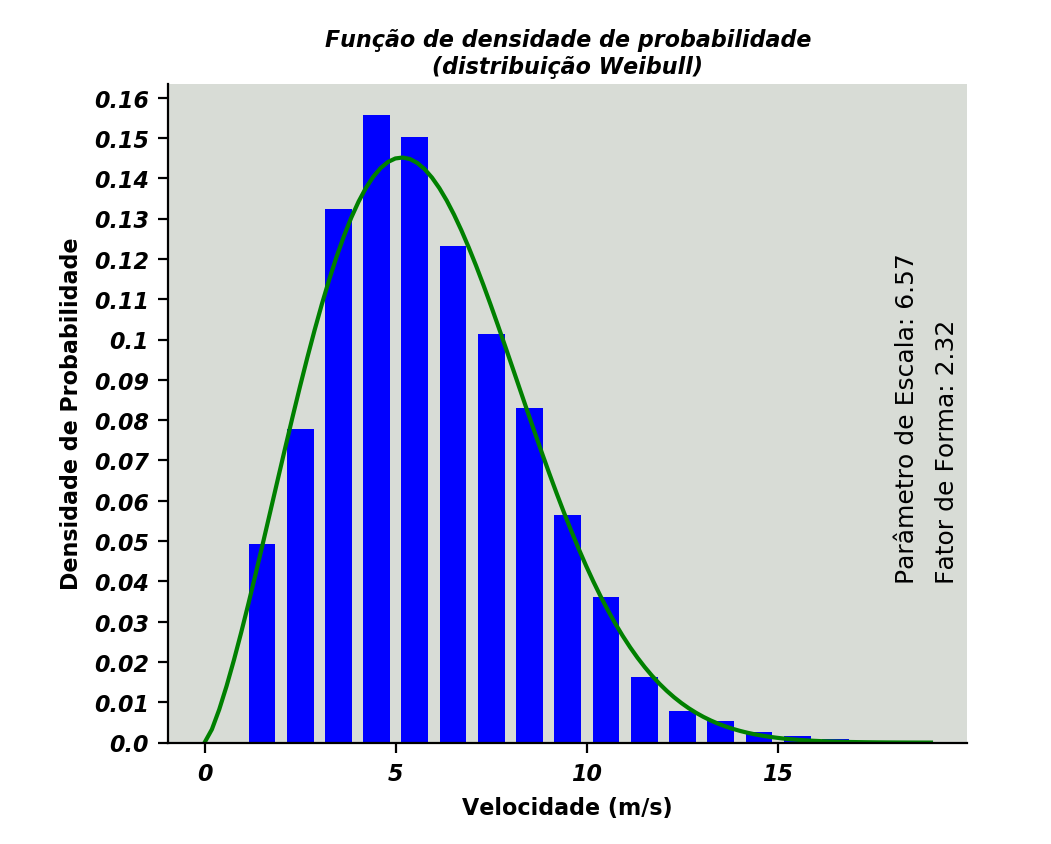 Função de densidade de probabilidade
(distribuição Weibull)
0.16
0.15
0.14
0.13
0.12
0.11
0.1
0.09
0.08
0.07
0.06
0.05
0.04
0.03
0.02
0.01
0.0
Densidade de Probabilidade
Parâmetro de Escala: 6.57
Fator de Forma: 2.32
0 5 10 15
Velocidade (m/s)